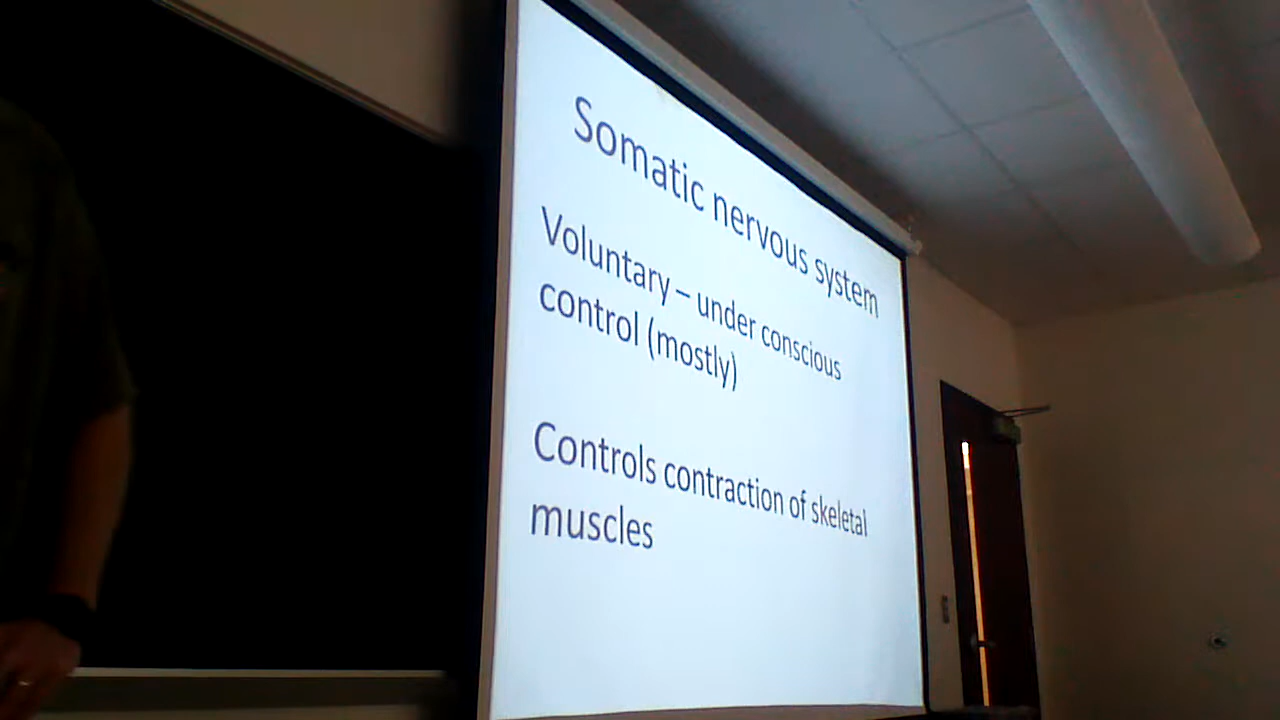 Somatic nervous system
Voluntary – under conscious
control (mostly)
Controls contraction of skeletal
muscles